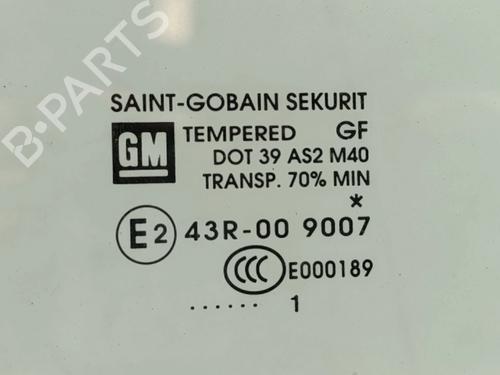 SAINT-GOBAIN SEKURIT
GM
TEMPERED GF
DOT 39 AS2 M40
TRANSP. 70% MIN
*
E2 43R-00 9007
CCC E000189
...... 1
B-PARTS